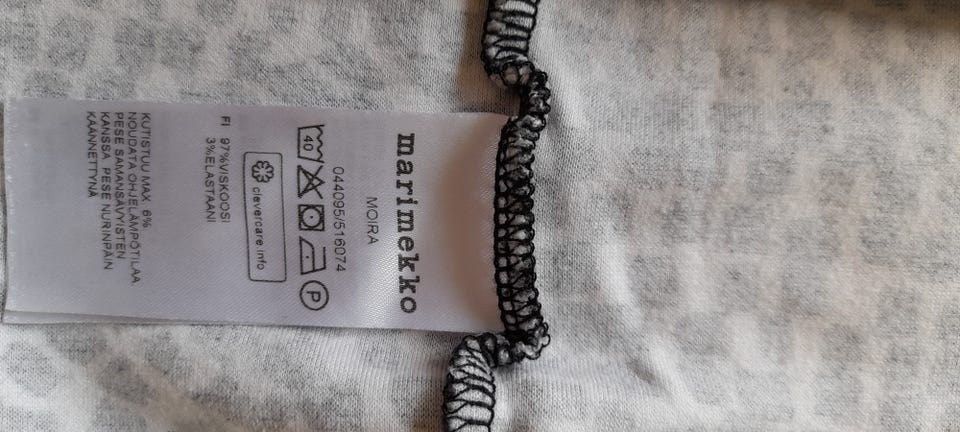 marimekko
MOIRA
044095/516074
40 P
clevercare.info
FI 97%VISKOOSI
3%ELASTAANI
KUTISTUU MAX 6%
NOUDATA OHJELÄMPÖTILAA
PESE SAMANSÄVYISTEN
KANSSA PESE NURINPÄIN
KÄÄNNETTYNÄ